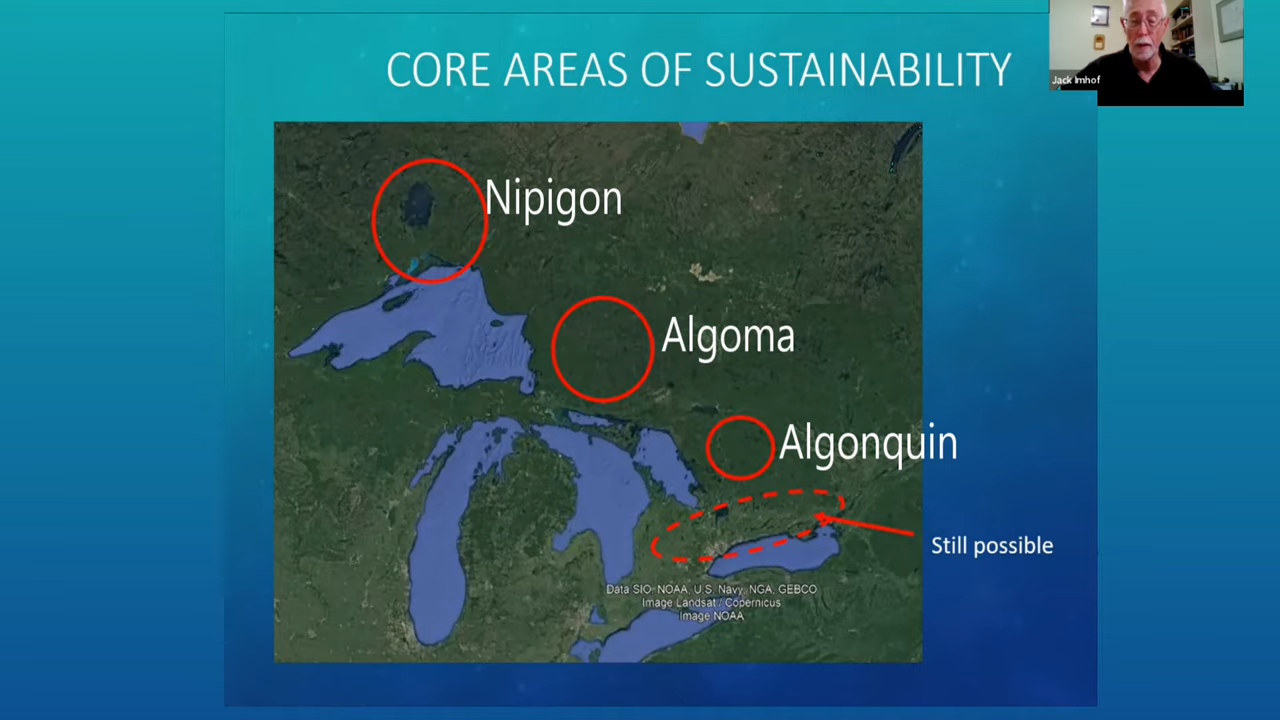 CORE AREAS OF SUSTAINABILITY
Jack Imhof
Nipigon
Algoma
Algonquin
Still possible
Data SIO, NOAA, U.S. Navy, NGA, GEBCO
Image Landsat / Copernicus
Image NOAA